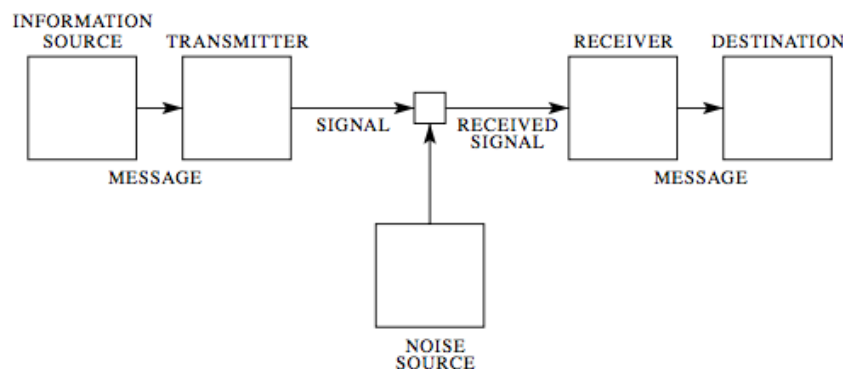 INFORMATION
SOURCE
TRANSMITTER
RECEIVER
DESTINATION
SIGNAL
RECEIVED
SIGNAL
MESSAGE
MESSAGE
NOISE
SOURCE